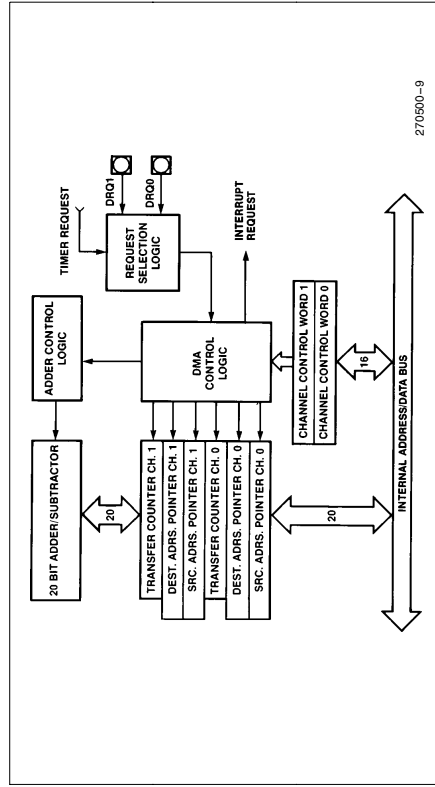 TIMER REQUEST
DRQ1
DRQ0
ADDER CONTROL
LOGIC
REQUEST
SELECTION
LOGIC
20 BIT ADDER/SUBTRACTOR
20
DMA
CONTROL
LOGIC
INTERRUPT
REQUEST
TRANSFER COUNTER CH. 1
DEST. ADRS. POINTER CH. 1
SRC. ADRS. POINTER CH. 1
TRANSFER COUNTER CH. 0
DEST. ADRS. POINTER CH. 0
SRC. ADRS. POINTER CH. 0
CHANNEL CONTROL WORD 1
CHANNEL CONTROL WORD 0
20
16
INTERNAL ADDRESS/DATA BUS
270500–9